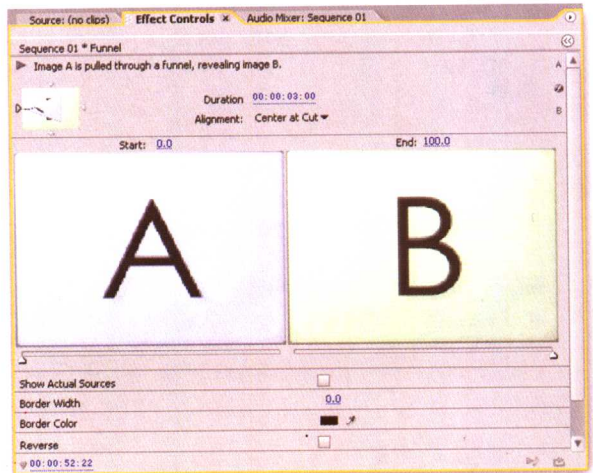 Source: (no clips) Effect Controls × Audio Mixer: Sequence 01
Sequence 01 * Funnel
Image A is pulled through a funnel, revealing image B.
A
Duration 00:00:03:00
B
Alignment: Center at Cut
Start: 0.0 End: 100.0
A B
Show Actual Sources
Border Width 0.0
Border Color
Reverse
00:00:52:22